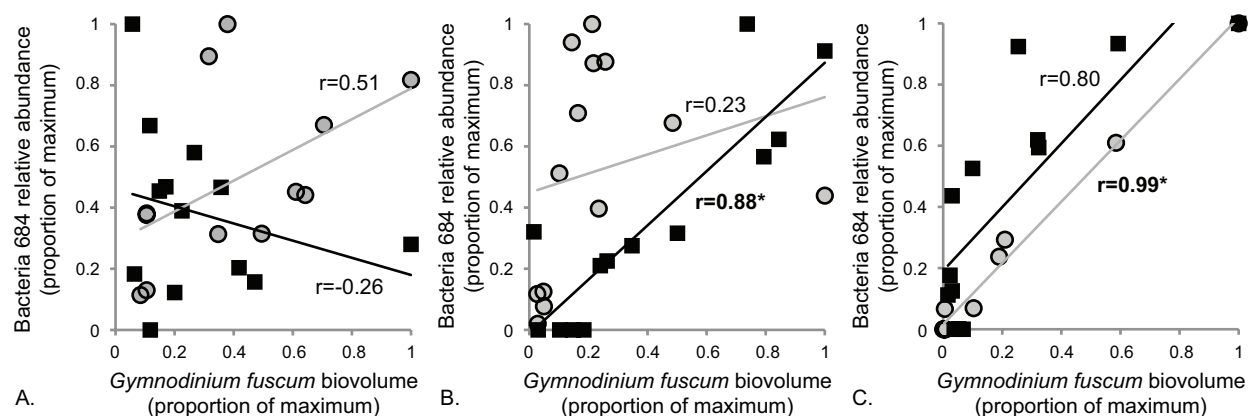 Bacteria 684 relative abundance
(proportion of maximum)
1
0.8
0.6
0.4
0.2
0
r=0.51
r=-0.26
0 0.2 0.4 0.6 0.8 1
Gymnodinium fuscum biovolume
(proportion of maximum)
A.
Bacteria 684 relative abundance
(proportion of maximum)
1
0.8
0.6
0.4
0.2
0
r=0.23
r=0.88*
0 0.2 0.4 0.6 0.8 1
Gymnodinium fuscum biovolume
(proportion of maximum)
B.
Bacteria 684 relative abundance
(proportion of maximum)
1
0.8
0.6
0.4
0.2
0
r=0.80
r=0.99*
0 0.2 0.4 0.6 0.8 1
Gymnodinium fuscum biovolume
(proportion of maximum)
C.